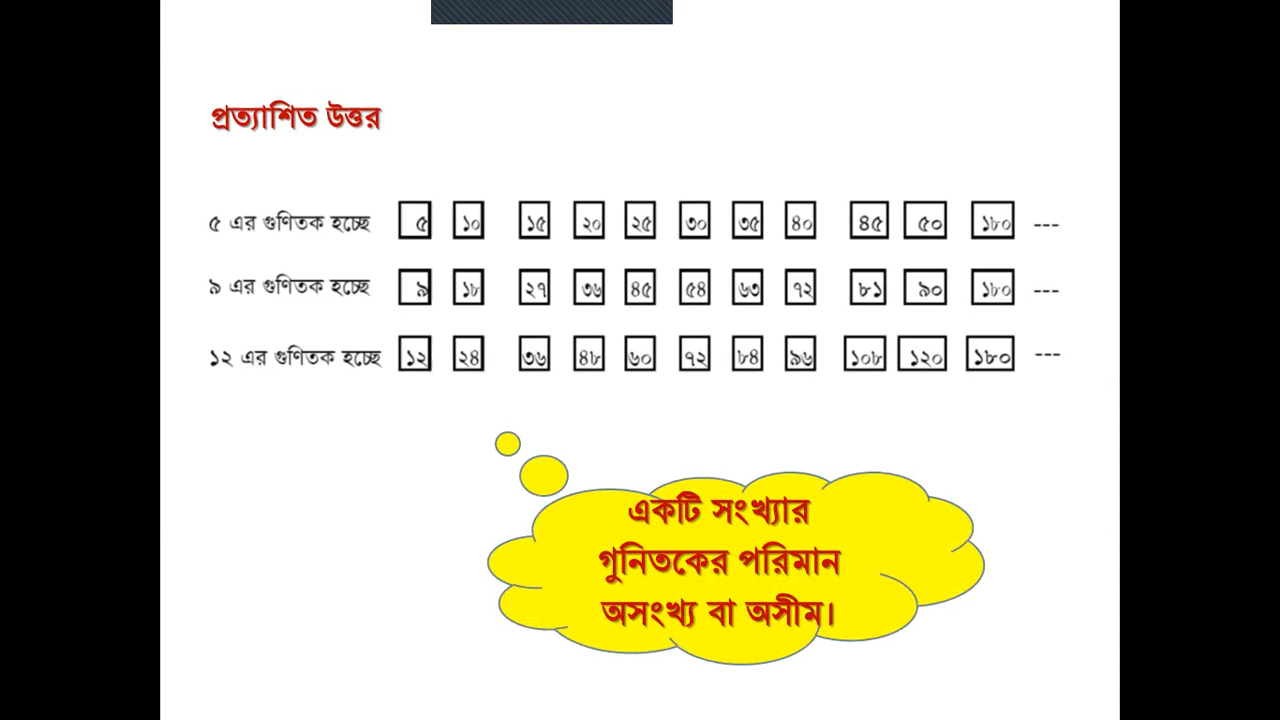 প্রত্যাশিত উত্তর
৫ এর গুণিতক হচ্ছে ৫ ১০ ১৫ ২০ ২৫ ৩০ ৩৫ ৪০ ৪৫ ৫০ ১৮০ ---
৯ এর গুণিতক হচ্ছে ৯ ১৮ ২৭ ৩৬ ৪৫ ৫৪ ৬৩ ৭২ ৮১ ৯০ ১৮০ ---
১২ এর গুণিতক হচ্ছে ১২ ২৪ ৩৬ ৪৮ ৬০ ৭২ ৮৪ ৯৬ ১০৮ ১২০ ১৮০ ---
একটি সংখ্যার
গুনিতকের পরিমান
অসংখ্য বা অসীম।